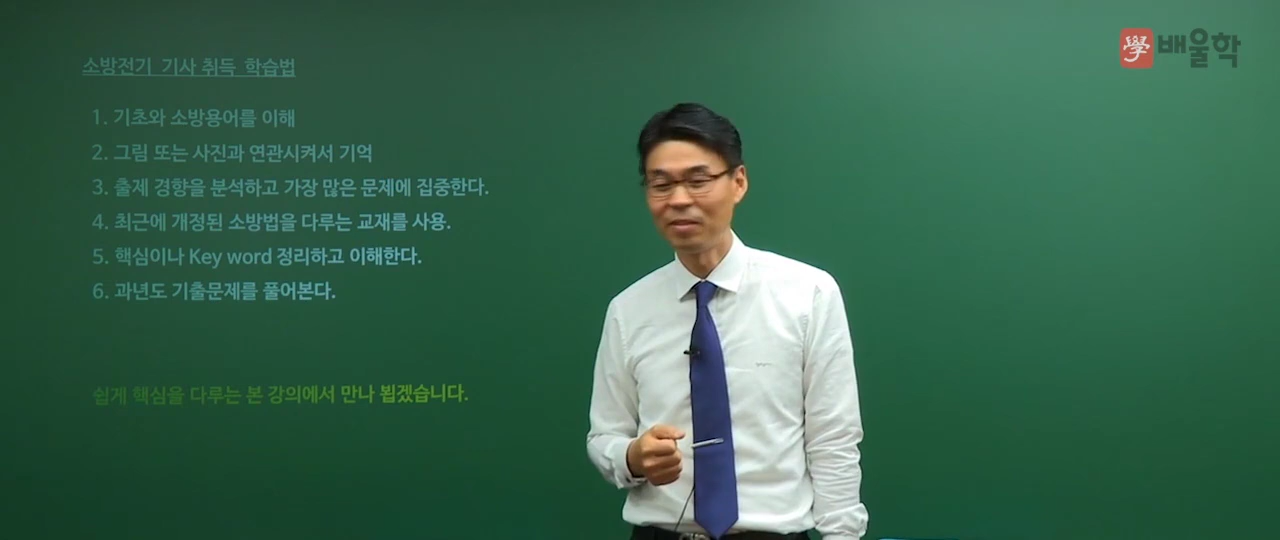 學 배울학
소방전기 기사 취득 학습법
1. 기초와 소방용어를 이해
2. 그림 또는 사진과 연관시켜서 기억
3. 출제 경향을 분석하고 가장 많은 문제에 집중한다.
4. 최근에 개정된 소방법을 다루는 교재를 사용.
5. 핵심이나 Key word 정리하고 이해한다.
6. 과년도 기출문제를 풀어본다.
쉽게 핵심을 다루는 본 강의에서 만나 뵙겠습니다.